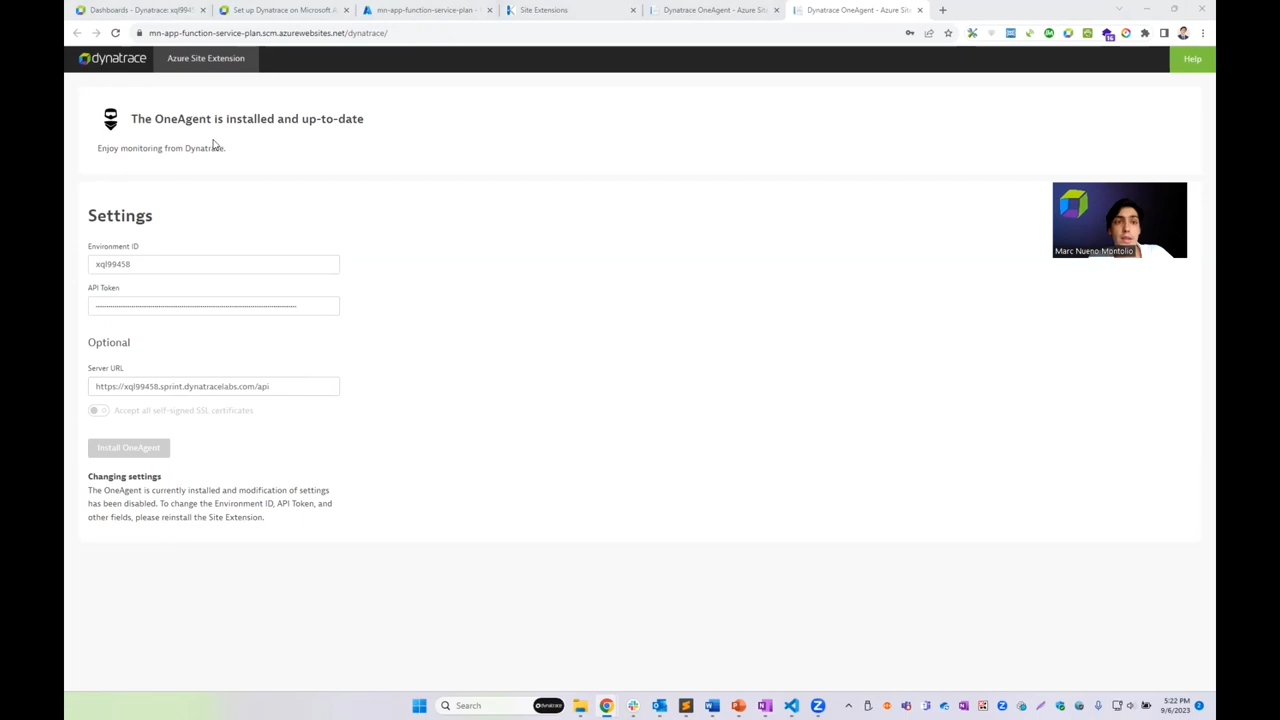 Dashboards - Dynatrace: xql9945
Set up Dynatrace on Microsoft A
mn-app-function-service-plan -
Site Extensions
Dynatrace OneAgent - Azure Sit
Dynatrace OneAgent - Azure Sit
mn-app-function-service-plan.scm.azurewebsites.net/dynatrace/
16
dynatrace
Azure Site Extension
Help
The OneAgent is installed and up-to-date
Enjoy monitoring from Dynatrace.
Settings
Environment ID
xql99458
API Token
Marc Nueno Montolio
Optional
Server URL
https://xql99458.sprint.dynatracelabs.com/api
Accept all self-signed SSL certificates
Install OneAgent
Changing settings
The OneAgent is currently installed and modification of settings
has been disabled. To change the Environment ID, API Token, and
other fields, please reinstall the Site Extension.
Search
dynatrace
5:22 PM
9/6/2023